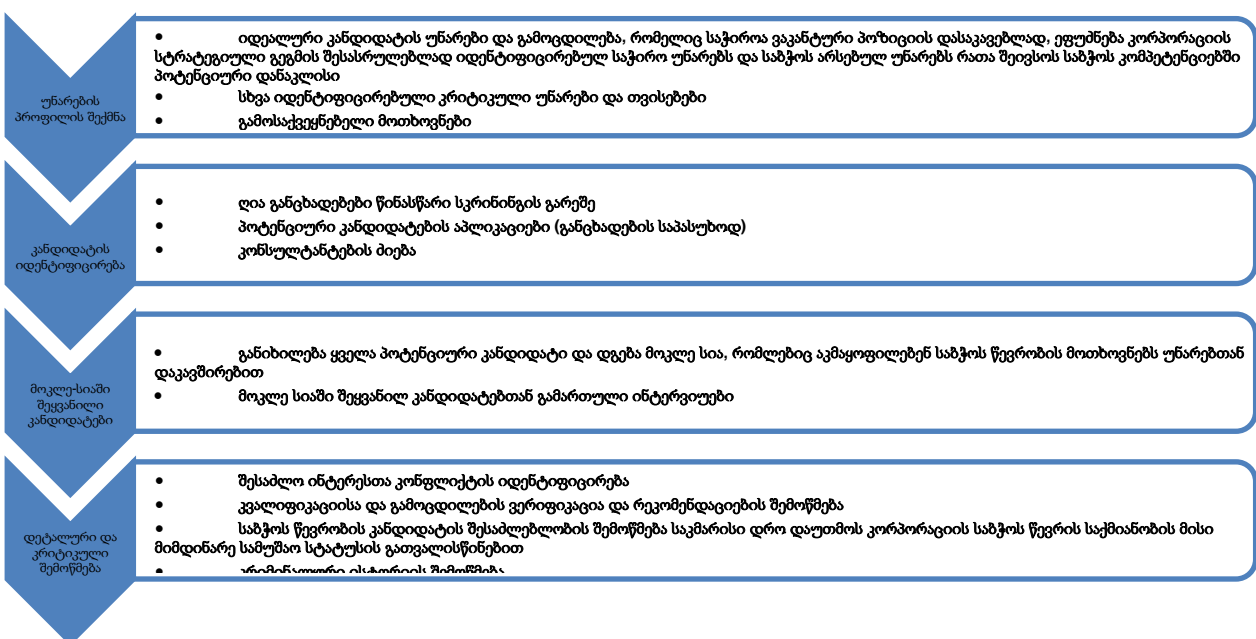 უნარების
პროფილის შექმნა
• იდეალური კანდიდატის უნარები და გამოცდილება, რომელიც საჭიროა ვაკანტური პოზიციის დასაკავებლად, ეფუძნება კორპორაციის
სტრატეგიული გეგმის შესასრულებლად იდენტიფიცირებულ საჭირო უნარებს და საბჭოს არსებულ უნარებს რათა შეივსოს საბჭოს კომპეტენციებში
პოტენციური დანაკლისი
• სხვა იდენტიფიცირებული კრიტიკული უნარები და თვისებები
• გამოსაქვეყნებელი მოთხოვნები
კანდიდატის
იდენტიფიცირება
• ღია განცხადებები წინასწარი სკრინინგის გარეშე
• პოტენციური კანდიდატების აპლიკაციები (განცხადების საპასუხოდ)
• კონსულტანტების ძიება
მოკლე-სიაში
შეყვანილი
კანდიდატები
• განიხილება ყველა პოტენციური კანდიდატი და დგება მოკლე სია, რომლებიც აკმაყოფილებენ საბჭოს წევრობის მოთხოვნებს უნარებთან
დაკავშირებით
• მოკლე სიაში შეყვანილ კანდიდატებთან გამართული ინტერვიუები
დეტალური და
კრიტიკული
შემოწმება
• შესაძლო ინტერესთა კონფლიქტის იდენტიფიცირება
• კვალიფიკაციისა და გამოცდილების ვერიფიკაცია და რეკომენდაციების შემოწმება
• საბჭოს წევრობის კანდიდატის შესაძლებლობის შემოწმება საკმარისი დრო დაუთმოს კორპორაციის საბჭოს წევრის საქმიანობის მისი
მიმდინარე სამუშაო სტატუსის გათვალისწინებით
• კრიმინალური ისტორიის შემოწმება